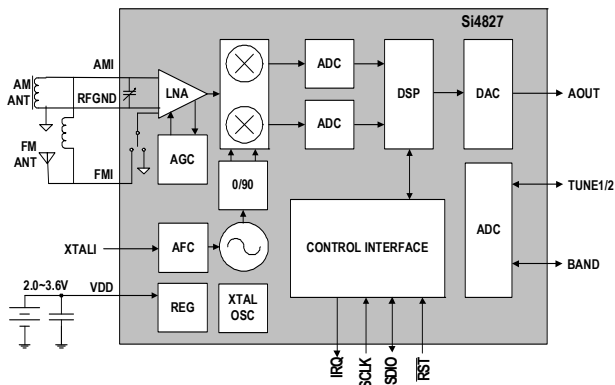 Si4827
AMI
AM
ANT
RFGND
LNA
ADC
ADC
DSP
DAC
AOUT
FM
ANT
FMI
AGC
0/90
ADC
TUNE1/2
BAND
XTALI
AFC
CONTROL INTERFACE
2.0~3.6V
VDD
REG
XTAL
OSC
IRQ
SCLK
SDIO
RST